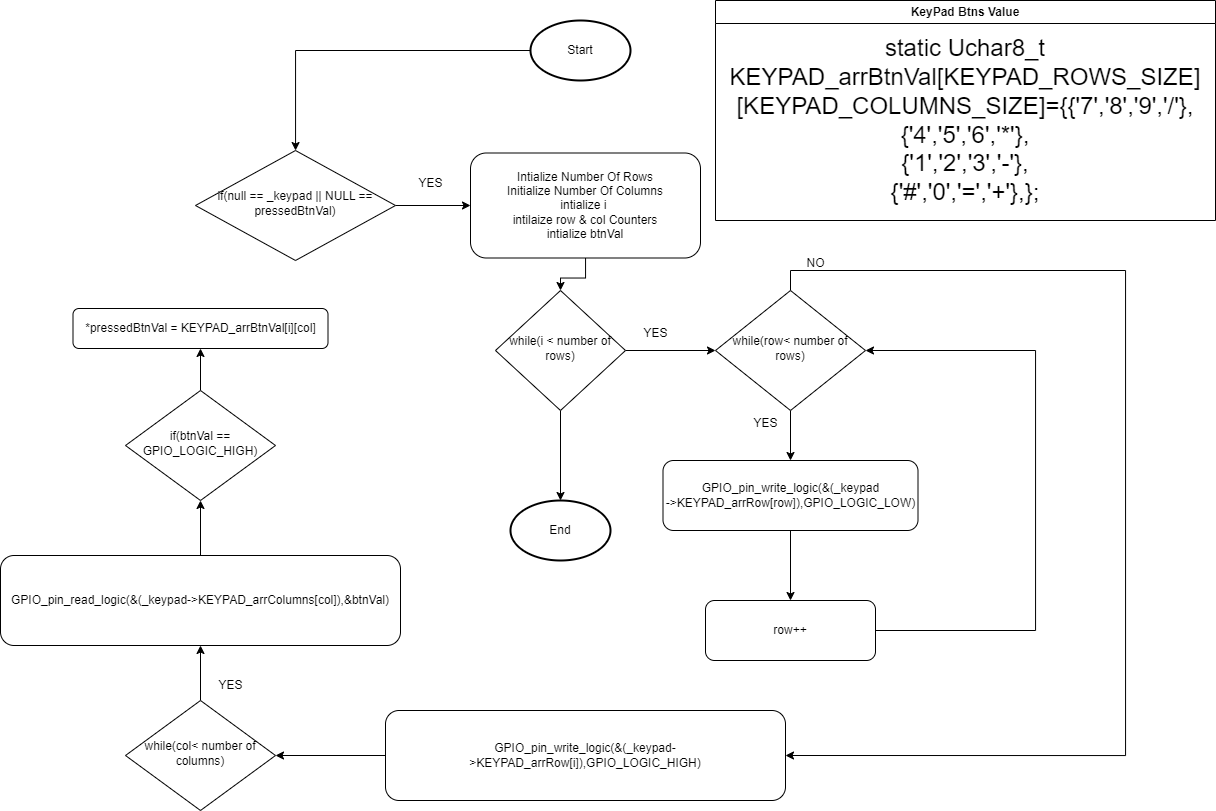 KeyPad Btns Value
static Uchar8_t
KEYPAD_arrBtnVal[KEYPAD_ROWS_SIZE]
[KEYPAD_COLUMNS_SIZE]={{'7','8','9','/'},
{'4','5','6','*'},
{'1','2','3','-'},
{'#','0','=','+'},};
Start
if(null == _keypad || NULL ==
pressedBtnVal)
YES
Intialize Number Of Rows
Initialize Number Of Columns
intialize i
intilaize row & col Counters
intialize btnVal
NO
*pressedBtnVal = KEYPAD_arrBtnVal[i][col]
while(i < number of
rows)
YES
while(row< number of
rows)
YES
if(btnVal ==
GPIO_LOGIC_HIGH)
GPIO_pin_write_logic(&(_keypad
->KEYPAD_arrRow[row]),GPIO_LOGIC_LOW)
End
GPIO_pin_read_logic(&(_keypad->KEYPAD_arrColumns[col]),&btnVal)
row++
YES
while(col< number of
columns)
GPIO_pin_write_logic(&(_keypad-
>KEYPAD_arrRow[i]),GPIO_LOGIC_HIGH)